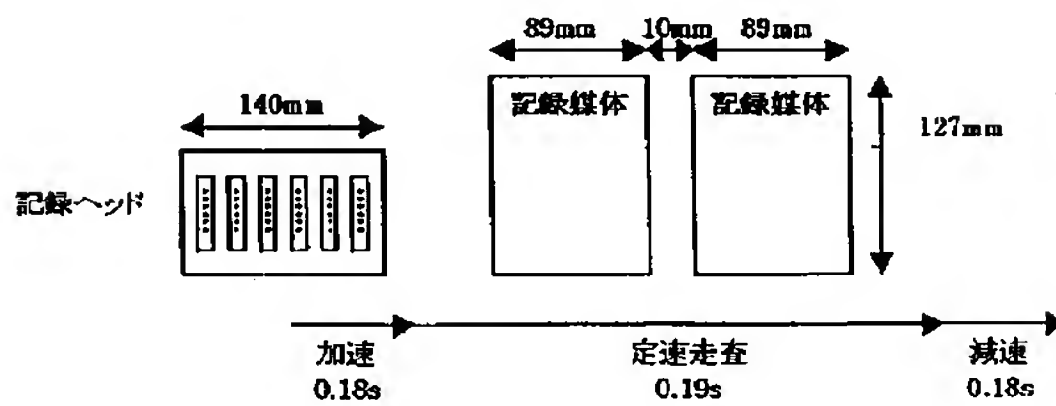 89mm 10mm 89mm
140mm
記録媒体 記録媒体
127mm
記録ヘッド
加速 定速走査 減速
0.18s 0.19s 0.18s